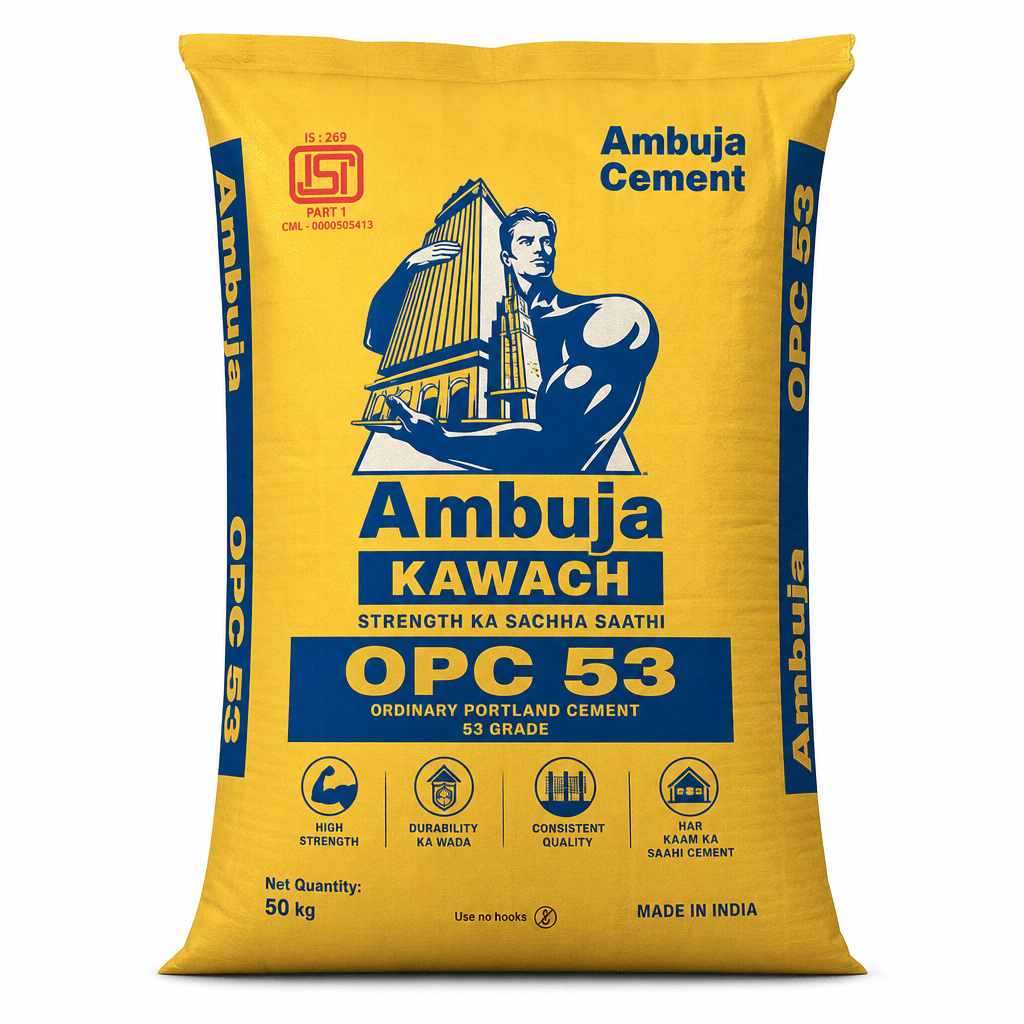 IS : 269
ISI
PART 1
CML - 0000505413
Ambuja
Cement
Ambuja
OPC 53
OPC 53
Ambuja
Ambuja
KAWACH
STRENGTH KA SACHHA SAATHI
OPC 53
ORDINARY PORTLAND CEMENT
53 GRADE
HIGH
STRENGTH
DURABILITY
KA WADA
CONSISTENT
QUALITY
HAR
KAAM KA
SAAHI CEMENT
Net Quantity:
50 kg
Use no hooks
MADE IN INDIA